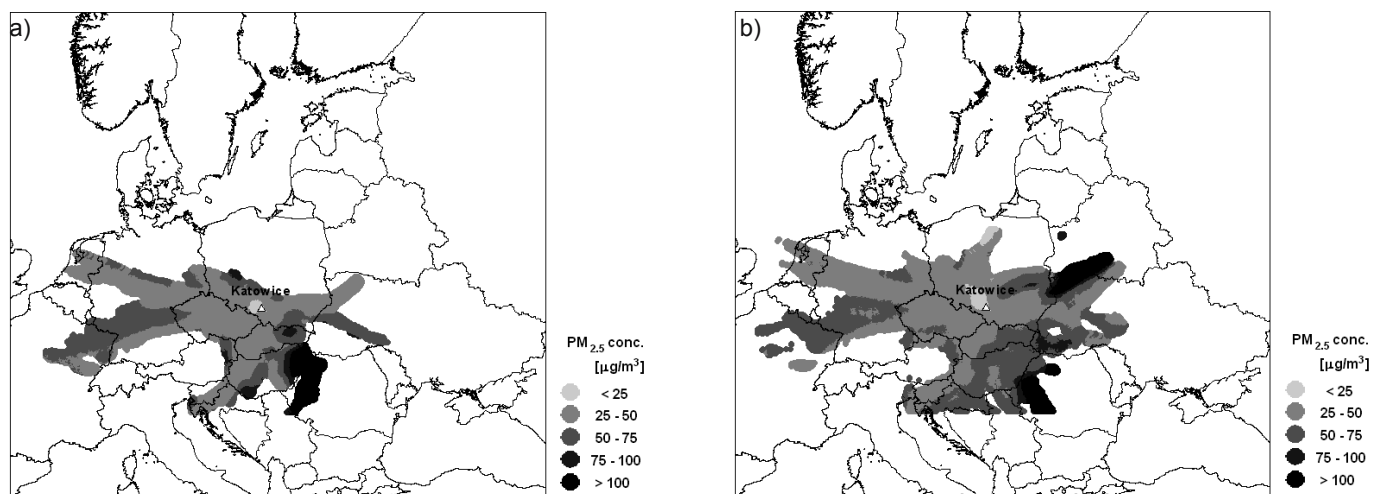 a)
Katowice
PM2.5 conc.
[µg/m³]
< 25
25 - 50
50 - 75
75 - 100
> 100
b)
Katowice
PM2.5 conc.
[µg/m³]
< 25
25 - 50
50 - 75
75 - 100
> 100